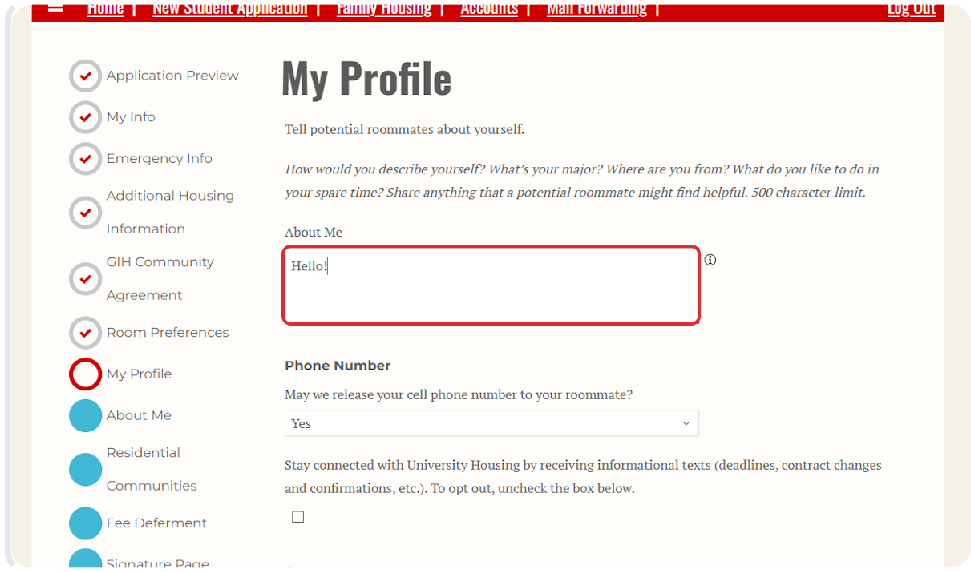 Home | New Student Application | Family Housing | Accounts | Mail Forwarding | Log Out
Application Preview
My Info
Emergency Info
Additional Housing
Information
GIH Community
Agreement
Room Preferences
My Profile
About Me
Residential
Communities
Fee Deferment
Signature Page
My Profile
Tell potential roommates about yourself.
How would you describe yourself? What's your major? Where are you from? What do you like to do in
your spare time? Share anything that a potential roommate might find helpful. 500 character limit.
About Me
Hello!
Phone Number
May we release your cell phone number to your roommate?
Yes
Stay connected with University Housing by receiving informational texts (deadlines, contract changes
and confirmations, etc.). To opt out, uncheck the box below.